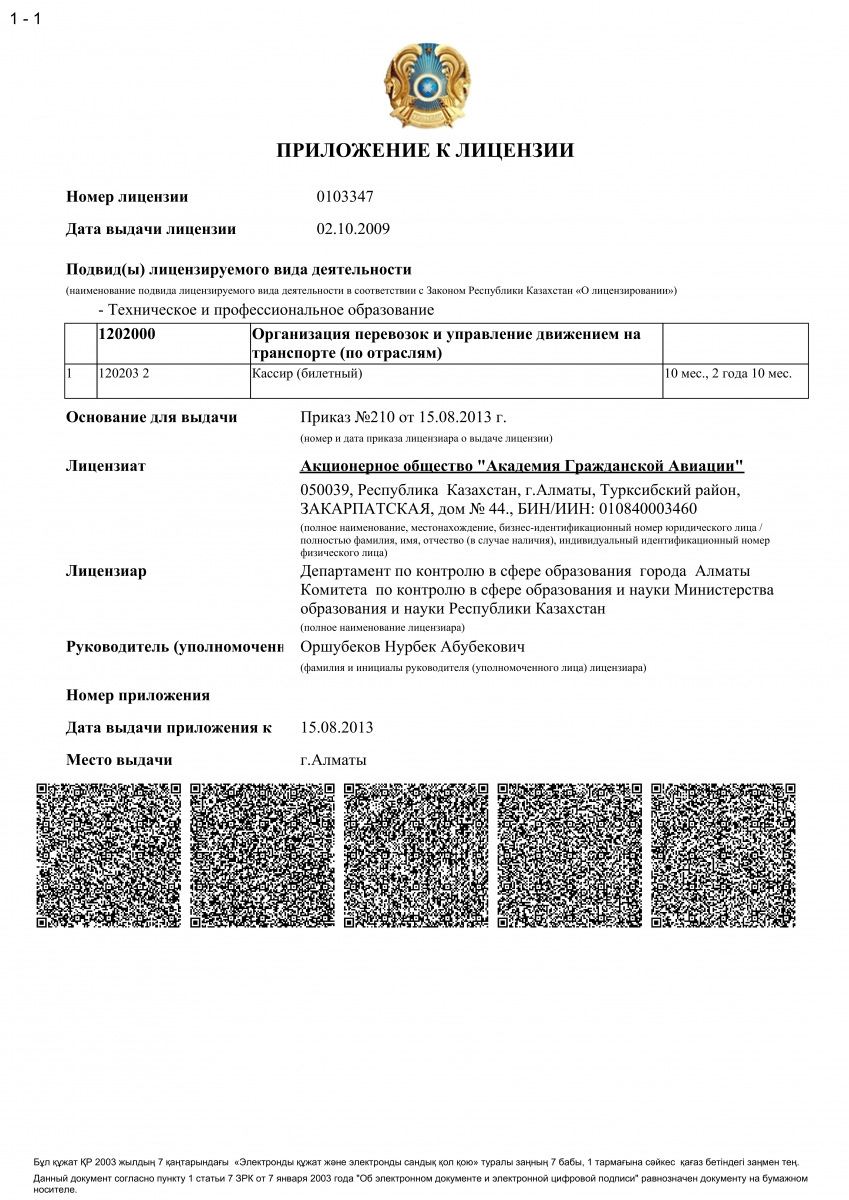 1 - 1
ПРИЛОЖЕНИЕ К ЛИЦЕНЗИИ
Номер лицензии 0103347
Дата выдачи лицензии 02.10.2009
Подвид(ы) лицензируемого вида деятельности
(наименование подвида лицензируемого вида деятельности в соответствии с Законом Республики Казахстан «О лицензировании»)
- Техническое и профессиональное образование
1202000 Организация перевозок и управление движением на
транспорте (по отраслям)
1 120203 2 Кассир (билетный) 10 мес., 2 года 10 мес.
Основание для выдачи Приказ №210 от 15.08.2013 г.
(номер и дата приказа лицензиара о выдаче лицензии)
Лицензиат Акционерное общество "Академия Гражданской Авиации"
050039, Республика Казахстан, г.Алматы, Турксибский район,
ЗАКАРПАТСКАЯ, дом № 44., БИН/ИИН: 010840003460
(полное наименование, местонахождение, бизнес-идентификационный номер юридического лица /
полностью фамилия, имя, отчество (в случае наличия), индивидуальный идентификационный номер
физического лица)
Лицензиар Департамент по контролю в сфере образования города Алматы
Комитета по контролю в сфере образования и науки Министерства
образования и науки Республики Казахстан
(полное наименование лицензиара)
Руководитель (уполномоченн Оршубеков Нурбек Абубекович
(фамилия и инициалы руководителя (уполномоченного лица) лицензиара)
Номер приложения
Дата выдачи приложения к 15.08.2013
Место выдачи г.Алматы
Бұл құжат ҚР 2003 жылдың 7 қаңтарындағы «Электронды құжат және электронды сандық қол қою» туралы заңның 7 бабы, 1 тармағына сәйкес қағаз бетіндегі заңмен тең.
Данный документ согласно пункту 1 статьи 7 ЗРК от 7 января 2003 года "Об электронном документе и электронной цифровой подписи" равнозначен документу на бумажном
носителе.